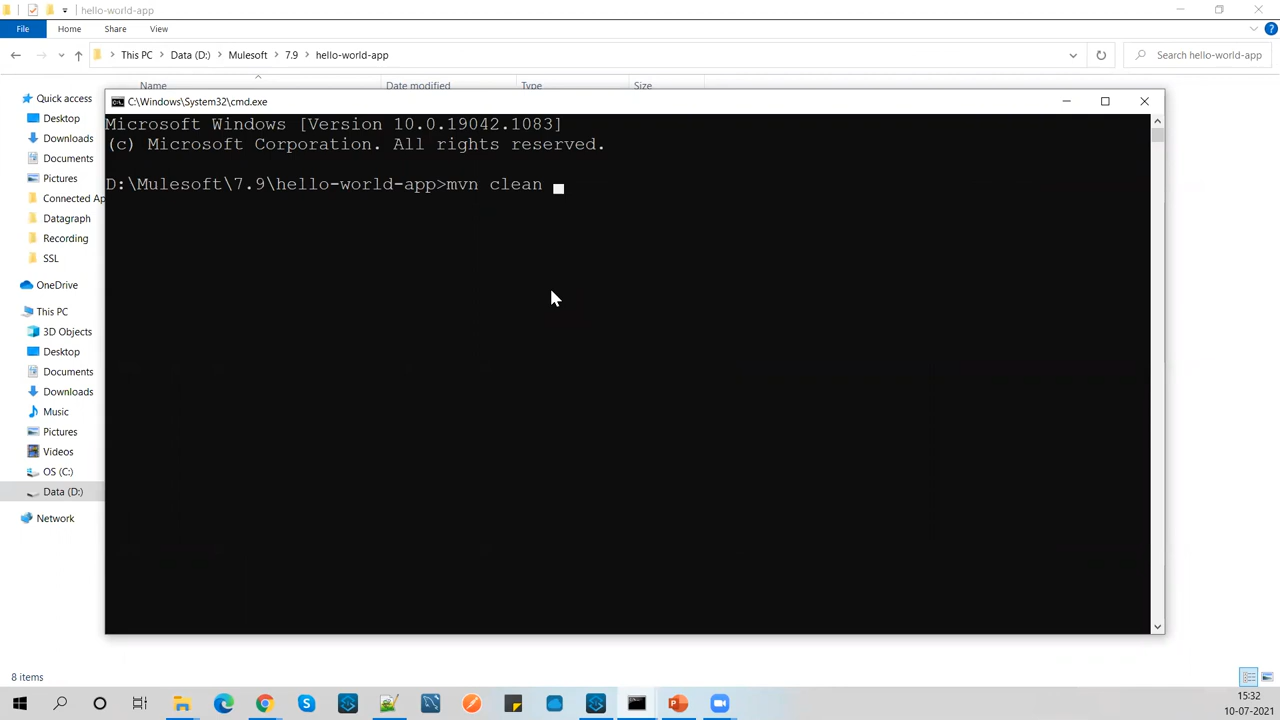 hello-world-app
File Home Share View
This PC Data (D:) Mulesoft 7.9 hello-world-app
Search hello-world-app
Name Date modified Type Size
Quick access
Desktop
Downloads
Documents
Pictures
Connected Ap
Datagraph
Recording
SSL
OneDrive
This PC
3D Objects
Desktop
Documents
Downloads
Music
Pictures
Videos
OS (C:)
Data (D:)
Network
C:\Windows\System32\cmd.exe
Microsoft Windows [Version 10.0.19042.1083]
(c) Microsoft Corporation. All rights reserved.
D:\Mulesoft\7.9\hello-world-app>mvn clean
8 items
15:32
10-07-2021